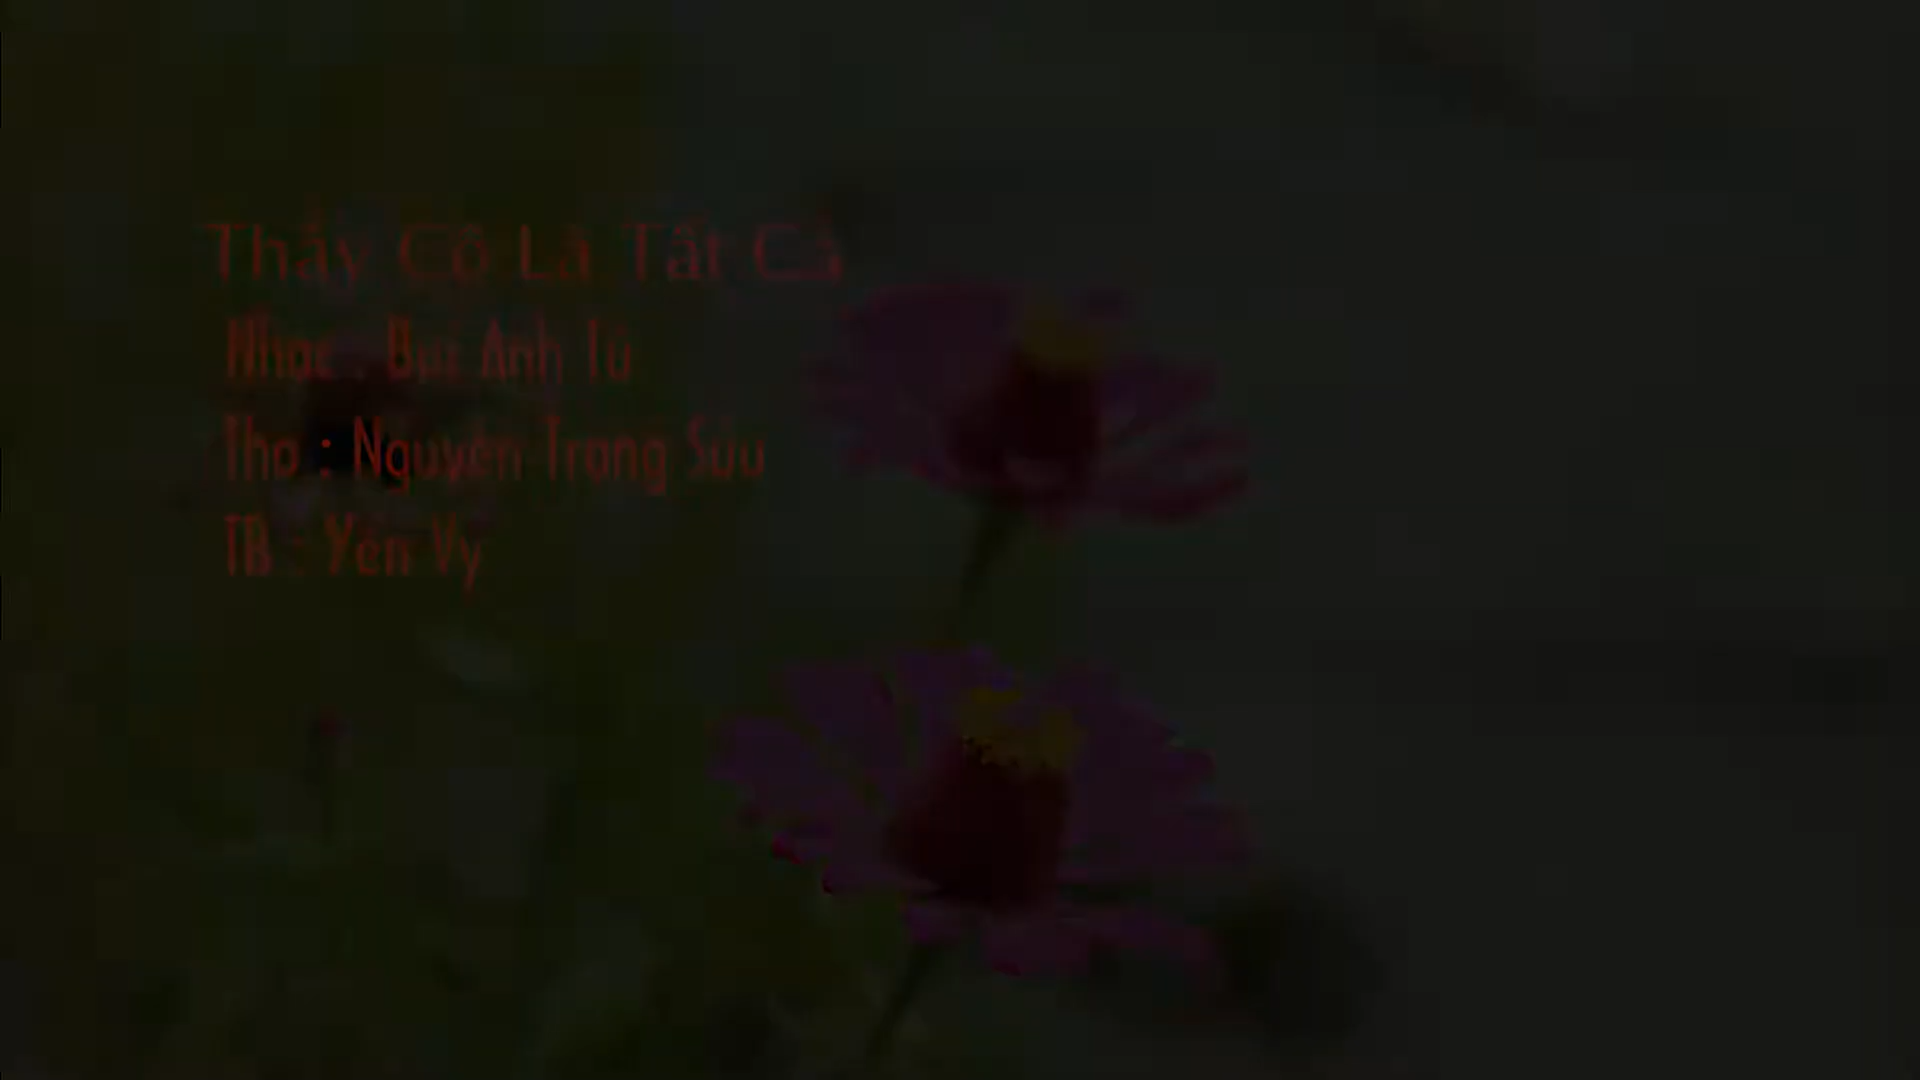 Thầy Cô Là Tất Cả
Nhạc : Bùi Anh Tú
Thơ : Nguyễn Trọng Sửu
TB : Yến Vy